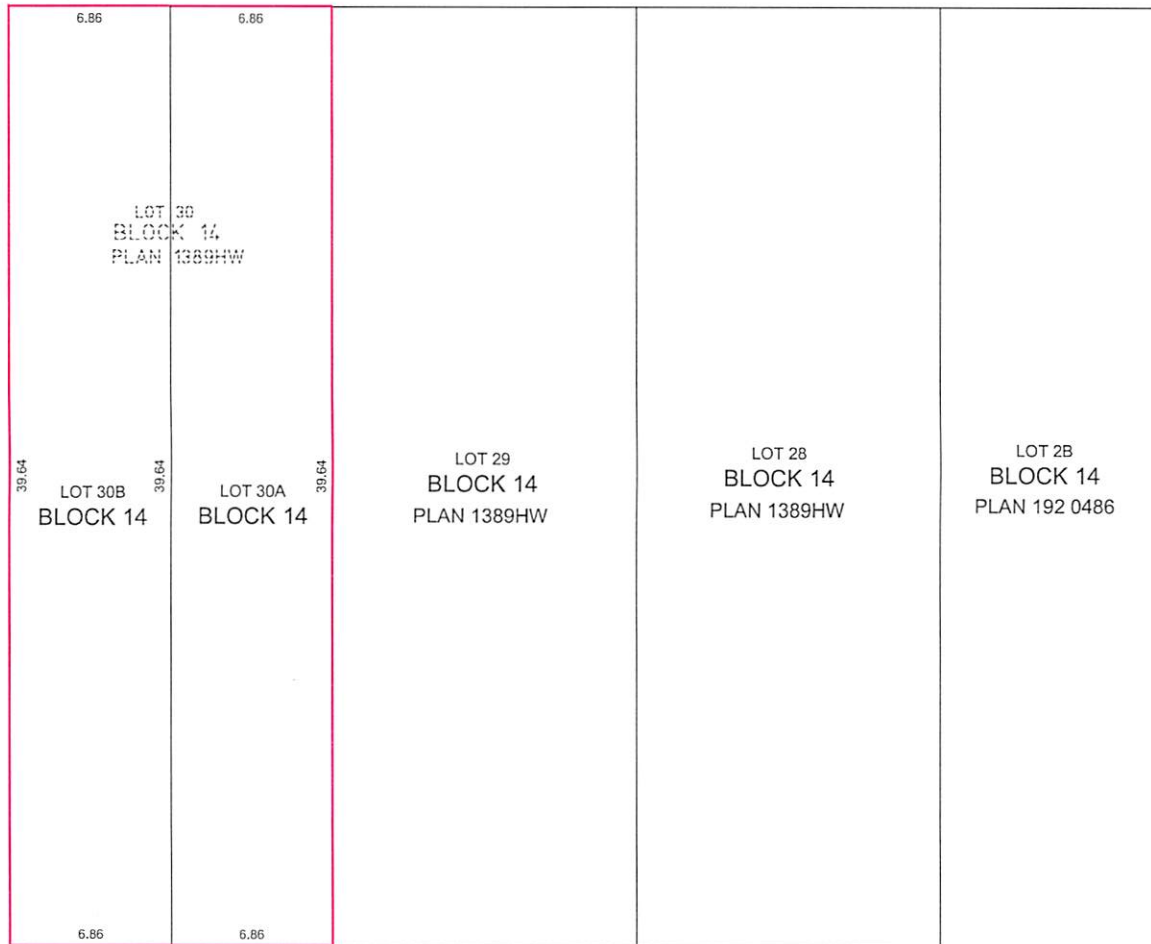 6.86
6.86
LOT 30
BLOCK 14
PLAN 1389HW
39.64
LOT 30B
BLOCK 14
39.64
LOT 30A
BLOCK 14
39.64
LOT 29
BLOCK 14
PLAN 1389HW
LOT 28
BLOCK 14
PLAN 1389HW
LOT 2B
BLOCK 14
PLAN 192 0486
6.86
6.86